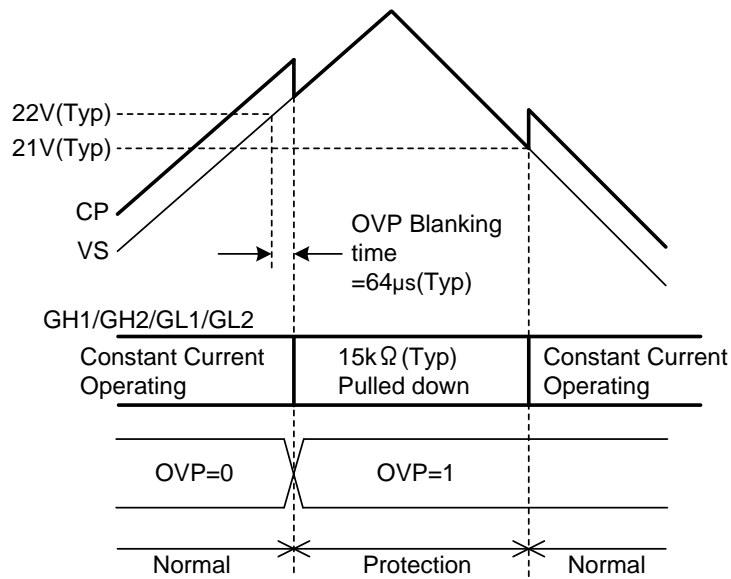 22V(Typ)
21V(Typ)
CP
VS
OVP Blanking
time
=64μs(Typ)
GH1/GH2/GL1/GL2
Constant Current
Operating
15kΩ(Typ)
Pulled down
Constant Current
Operating
OVP=0
OVP=1
Normal
Protection
Normal